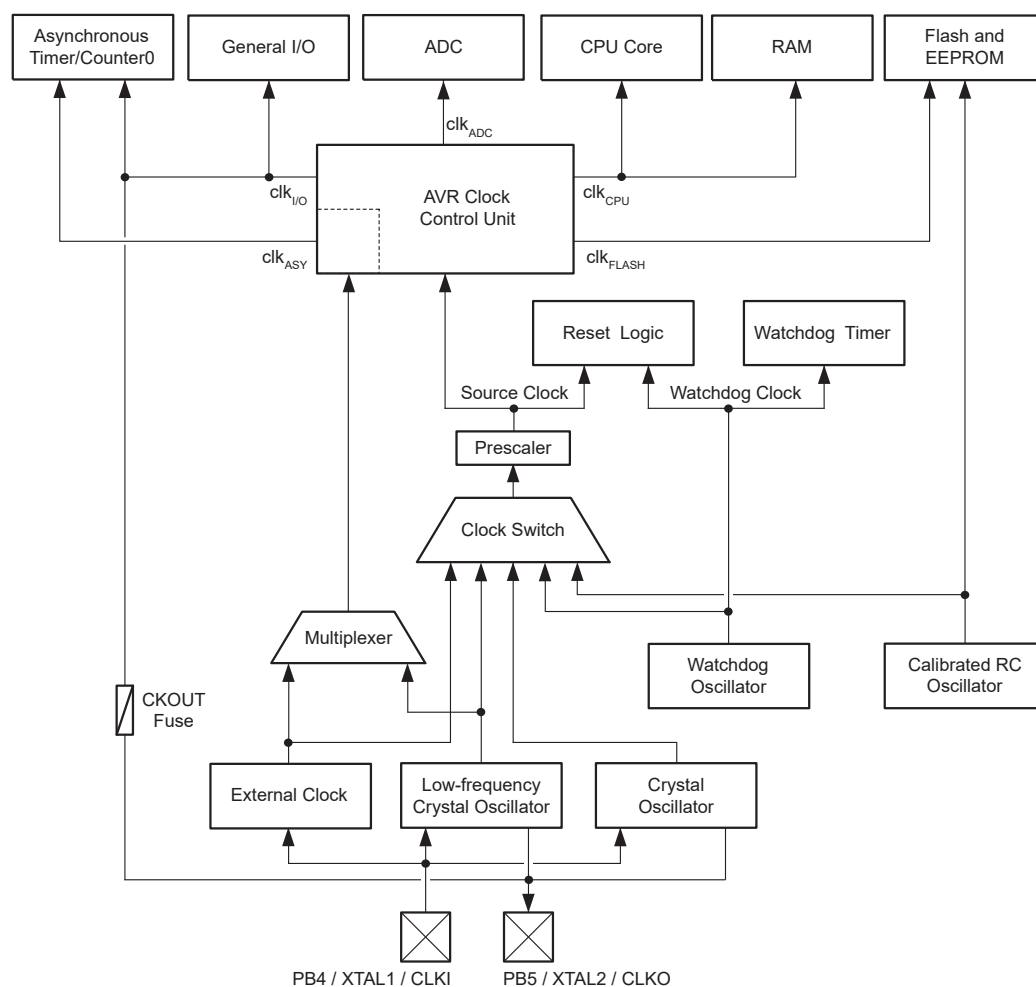 Asynchronous
Timer/Counter0
General I/O
ADC
CPU Core
RAM
Flash and
EEPROM
clkADC
AVR Clock
Control Unit
clkI/O
clkCPU
clkASY
clkFLASH
Reset Logic
Watchdog Timer
Source Clock
Watchdog Clock
Prescaler
Clock Switch
Multiplexer
Watchdog
Oscillator
Calibrated RC
Oscillator
CKOUT
Fuse
External Clock
Low-frequency
Crystal Oscillator
Crystal
Oscillator
PB4 / XTAL1 / CLKI
PB5 / XTAL2 / CLKO